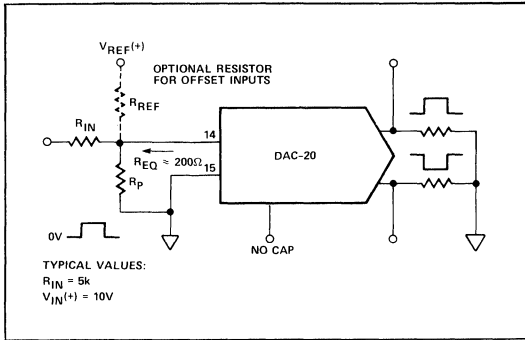 VREF(+)
OPTIONAL RESISTOR
FOR OFFSET INPUTS
RREF
RIN
14
DAC-20
REQ ≈ 200Ω
15
RP
0V
NO CAP
TYPICAL VALUES:
RIN = 5k
VIN(+) = 10V